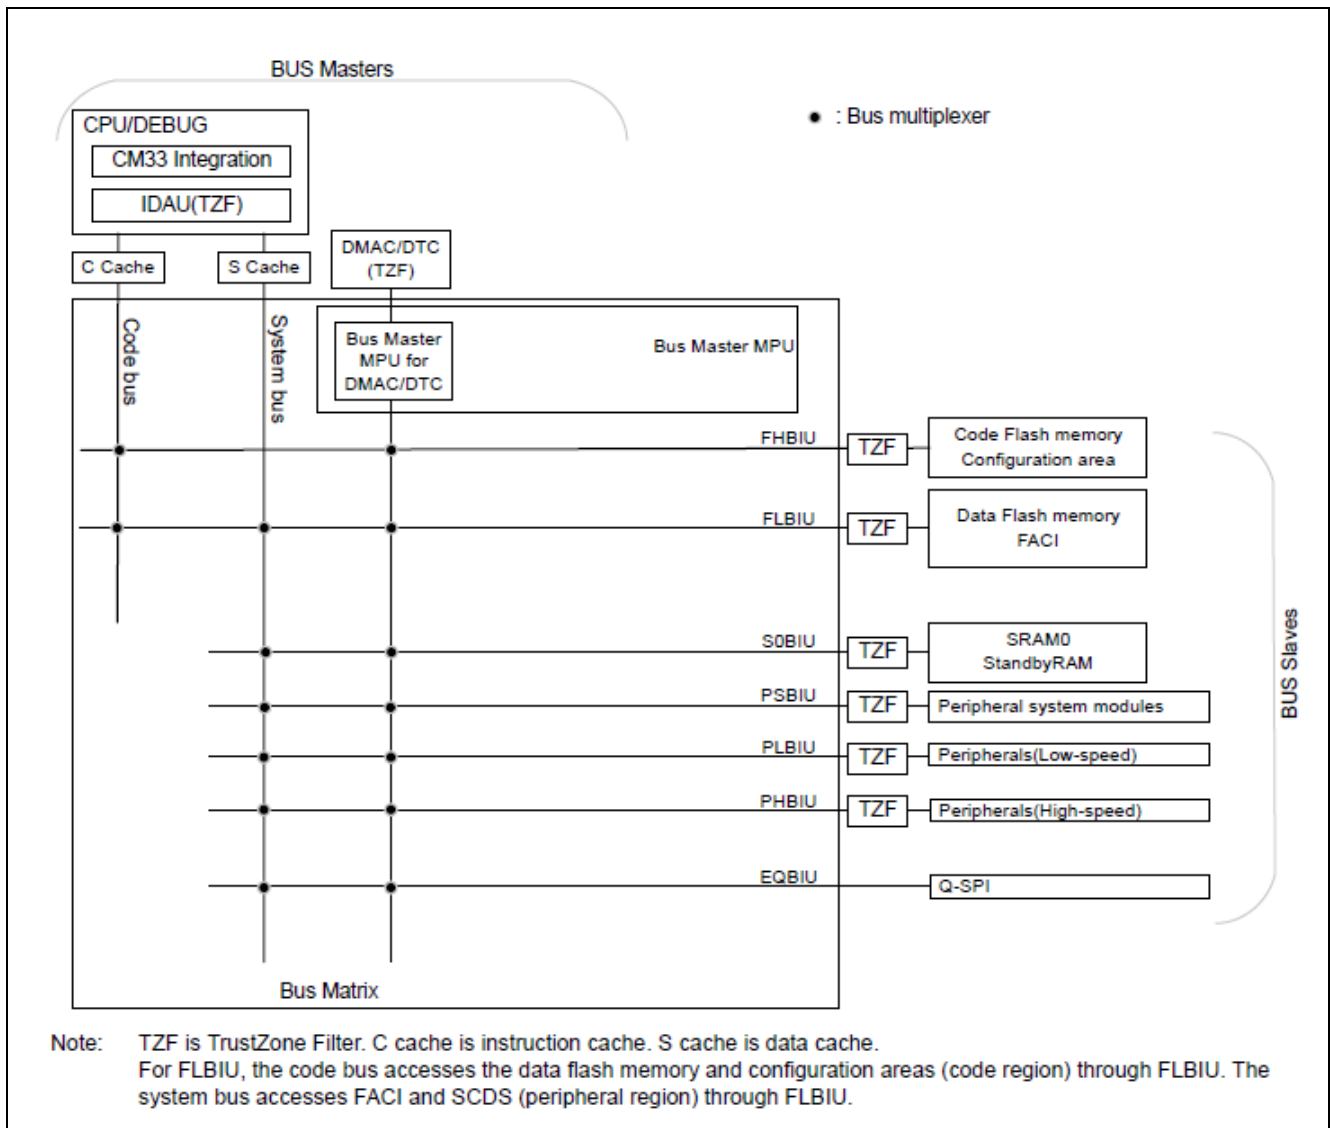 BUS Masters
CPU/DEBUG
CM33 Integration
IDAU(TZF)
: Bus multiplexer
C Cache
S Cache
DMAC/DTC
(TZF)
Code bus
System bus
Bus Master
MPU for
DMAC/DTC
Bus Master MPU
FHBIU
TZF
Code Flash memory
Configuration area
FLBIU
TZF
Data Flash memory
FACI
S0BIU
TZF
SRAM0
StandbyRAM
PSBIU
TZF
Peripheral system modules
PLBIU
TZF
Peripherals(Low-speed)
PHBIU
TZF
Peripherals(High-speed)
EQBIU
Q-SPI
BUS Slaves
Bus Matrix
Note: TZF is TrustZone Filter. C cache is instruction cache. S cache is data cache.
For FLBIU, the code bus accesses the data flash memory and configuration areas (code region) through FLBIU. The
system bus accesses FACI and SCDS (peripheral region) through FLBIU.